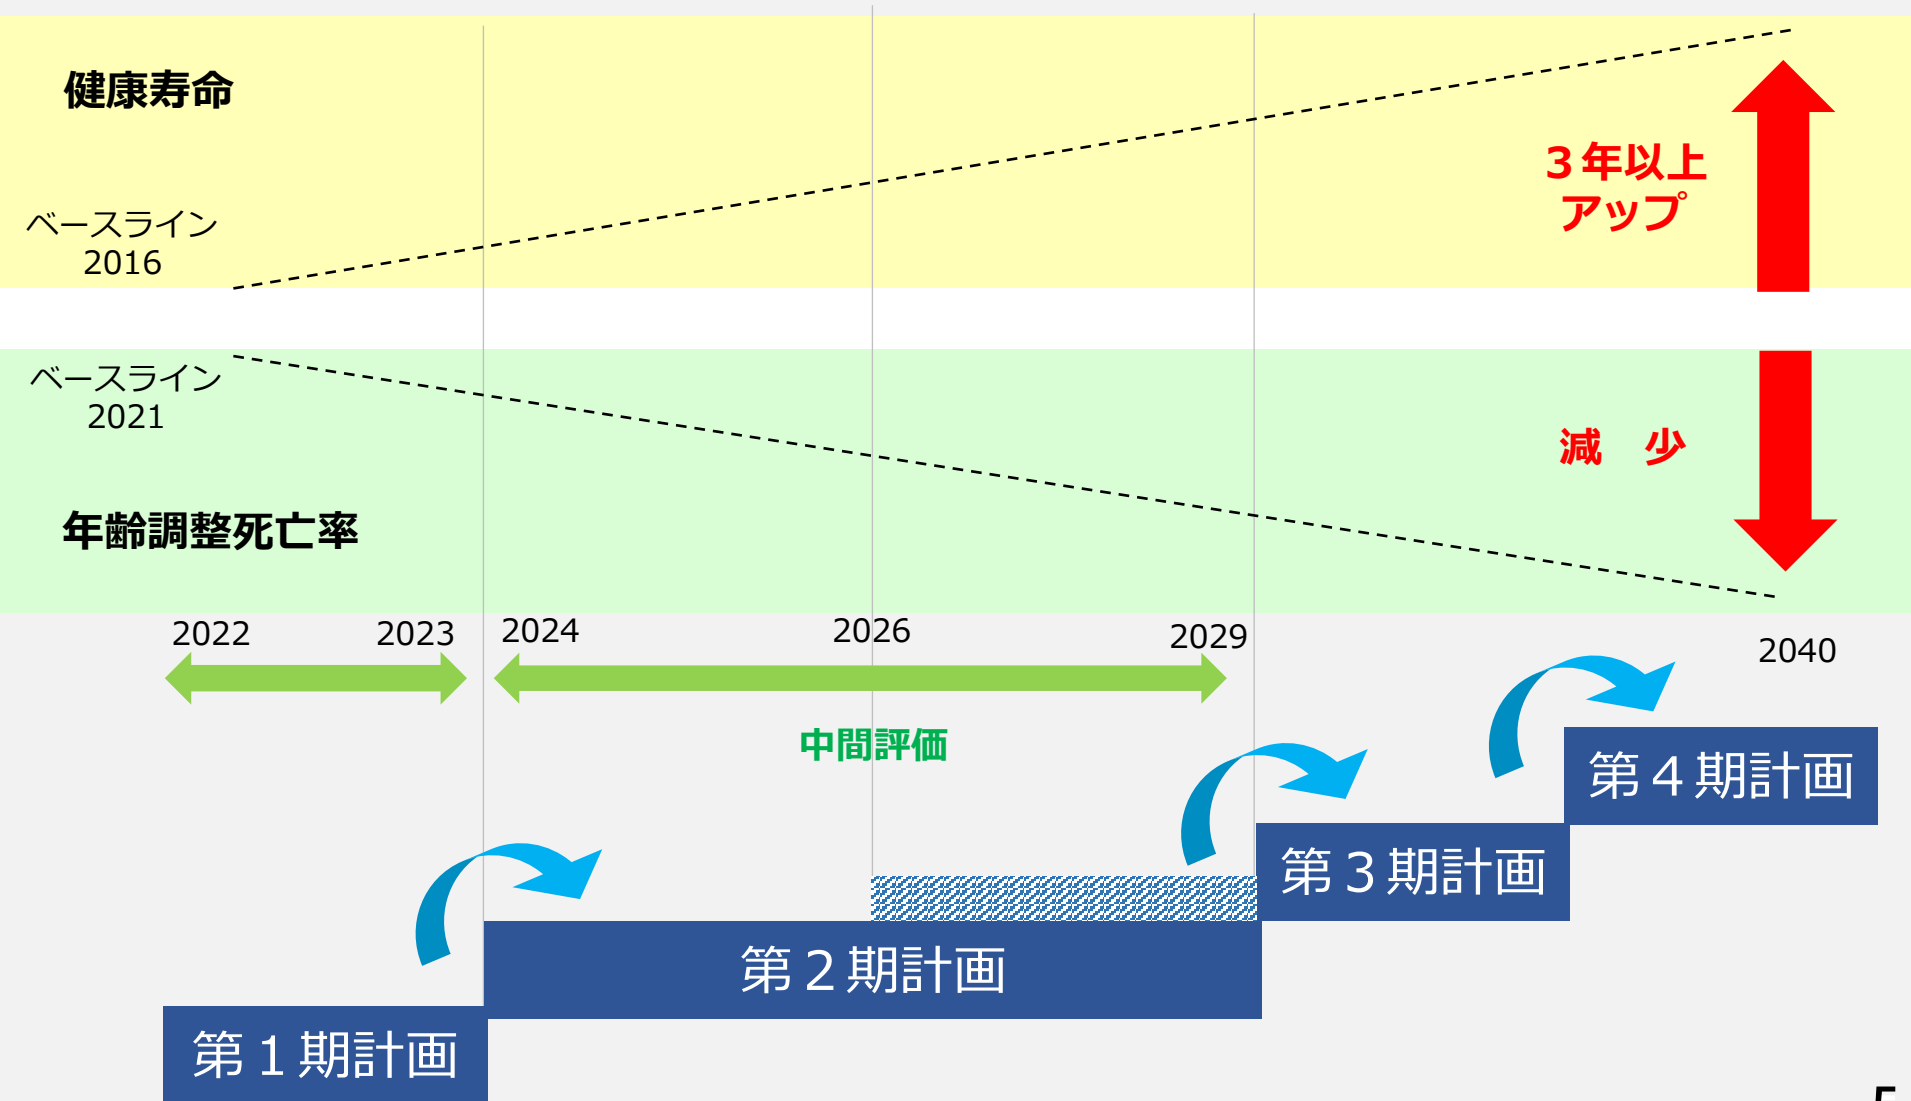 健康寿命
３年以上
アップ
ベースライン
2016
ベースライン
2021
減　少
年齢調整死亡率
2022
2023
2024
2026
2029
2040
中間評価
第４期計画
第３期計画
第２期計画
第１期計画